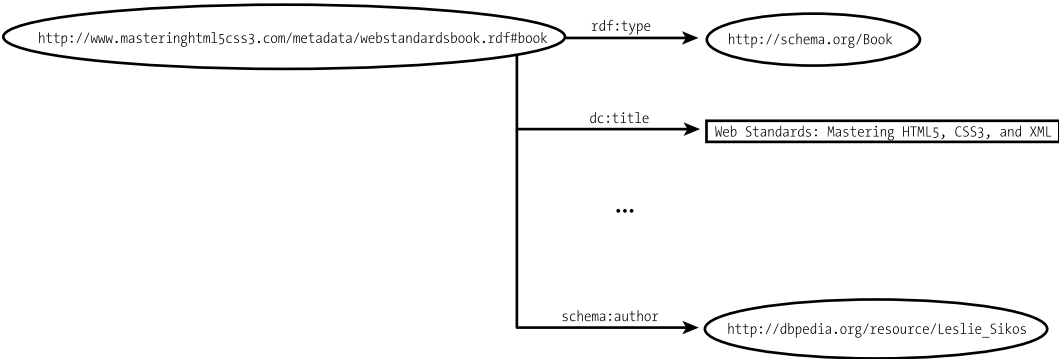 http://www.masteringhtml5css3.com/metadata/webstandardsbook.rdf#book
rdf:type
http://schema.org/Book
dc:title
Web Standards: Mastering HTML5, CSS3, and XML
...
schema:author
http://dbpedia.org/resource/Leslie_Sikos